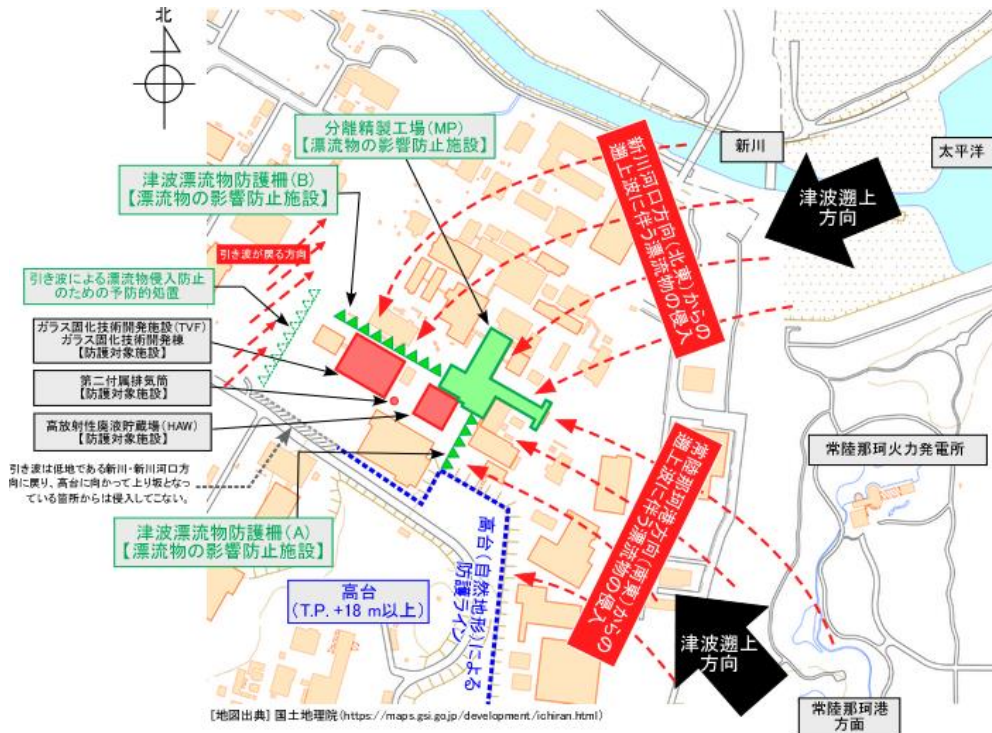 北
分離精製工場(MP)
【漂流物の影響防止施設】
新川
太平洋
津波漂流物防護柵(B)
【漂流物の影響防止施設】
新川河口方向(北東)からの
遡上波に伴う漂流物の侵入
津波遡上
方向
引き波が戻る方向
引き波による漂流物侵入防止
のための予防的処置
ガラス固化技術開発施設(TVF)
ガラス固化技術開発棟
【防護対象施設】
第二付属排気筒
【防護対象施設】
高放射性廃液貯蔵場(HAW)
【防護対象施設】
引き波は低地である新川・新川河口方
向に戻り、高台に向かって上り坂となっ
ている箇所からは侵入してこない。
常陸那珂火力発電所
津波漂流物防護柵(A)
【漂流物の影響防止施設】
高台
(T.P. +18 m以上)
高台(自然地形)による
防護ライン
常陸那珂港方向(南東)からの
遡上波に伴う漂流物の侵入
津波遡上
方向
常陸那珂港
方面
[地図出典] 国土地理院(https://maps.gsi.go.jp/development/ichiran.html)